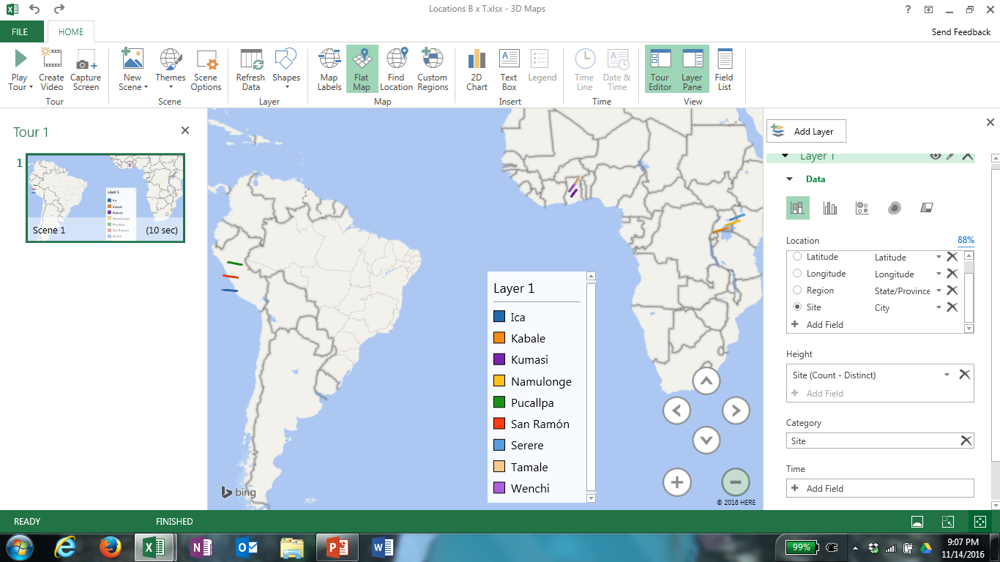 Locations B x T.xlsx - 3D Maps
?
FILE
HOME
Send Feedback
Play Tour
Create Video
Capture Screen
New Scene
Themes
Scene Options
Refresh Data
Shapes
Map Labels
Flat Map
Find Location
Custom Regions
2D Chart
Text Box
Legend
Time Line
Date & Time
Tour Editor
Layer Pane
Field List
Tour
Scene
Layer
Map
Insert
Time
View
Tour 1
1
Layer 1
Ica
Kabale
Kumasi
Namulonge
Pucallpa
San Ramón
Serere
Scene 1 (10 sec)
Layer 1
Ica
Kabale
Kumasi
Namulonge
Pucallpa
San Ramón
Serere
Tamale
Wenchi
bing
© 2016 HERE
Add Layer
Layer 1
Data
Location 88%
Latitude Latitude
Longitude Longitude
Region State/Province
Site City
Add Field
Height
Site (Count - Distinct)
Add Field
Category
Site
Time
Add Field
READY FINISHED
99%
9:07 PM
11/14/2016